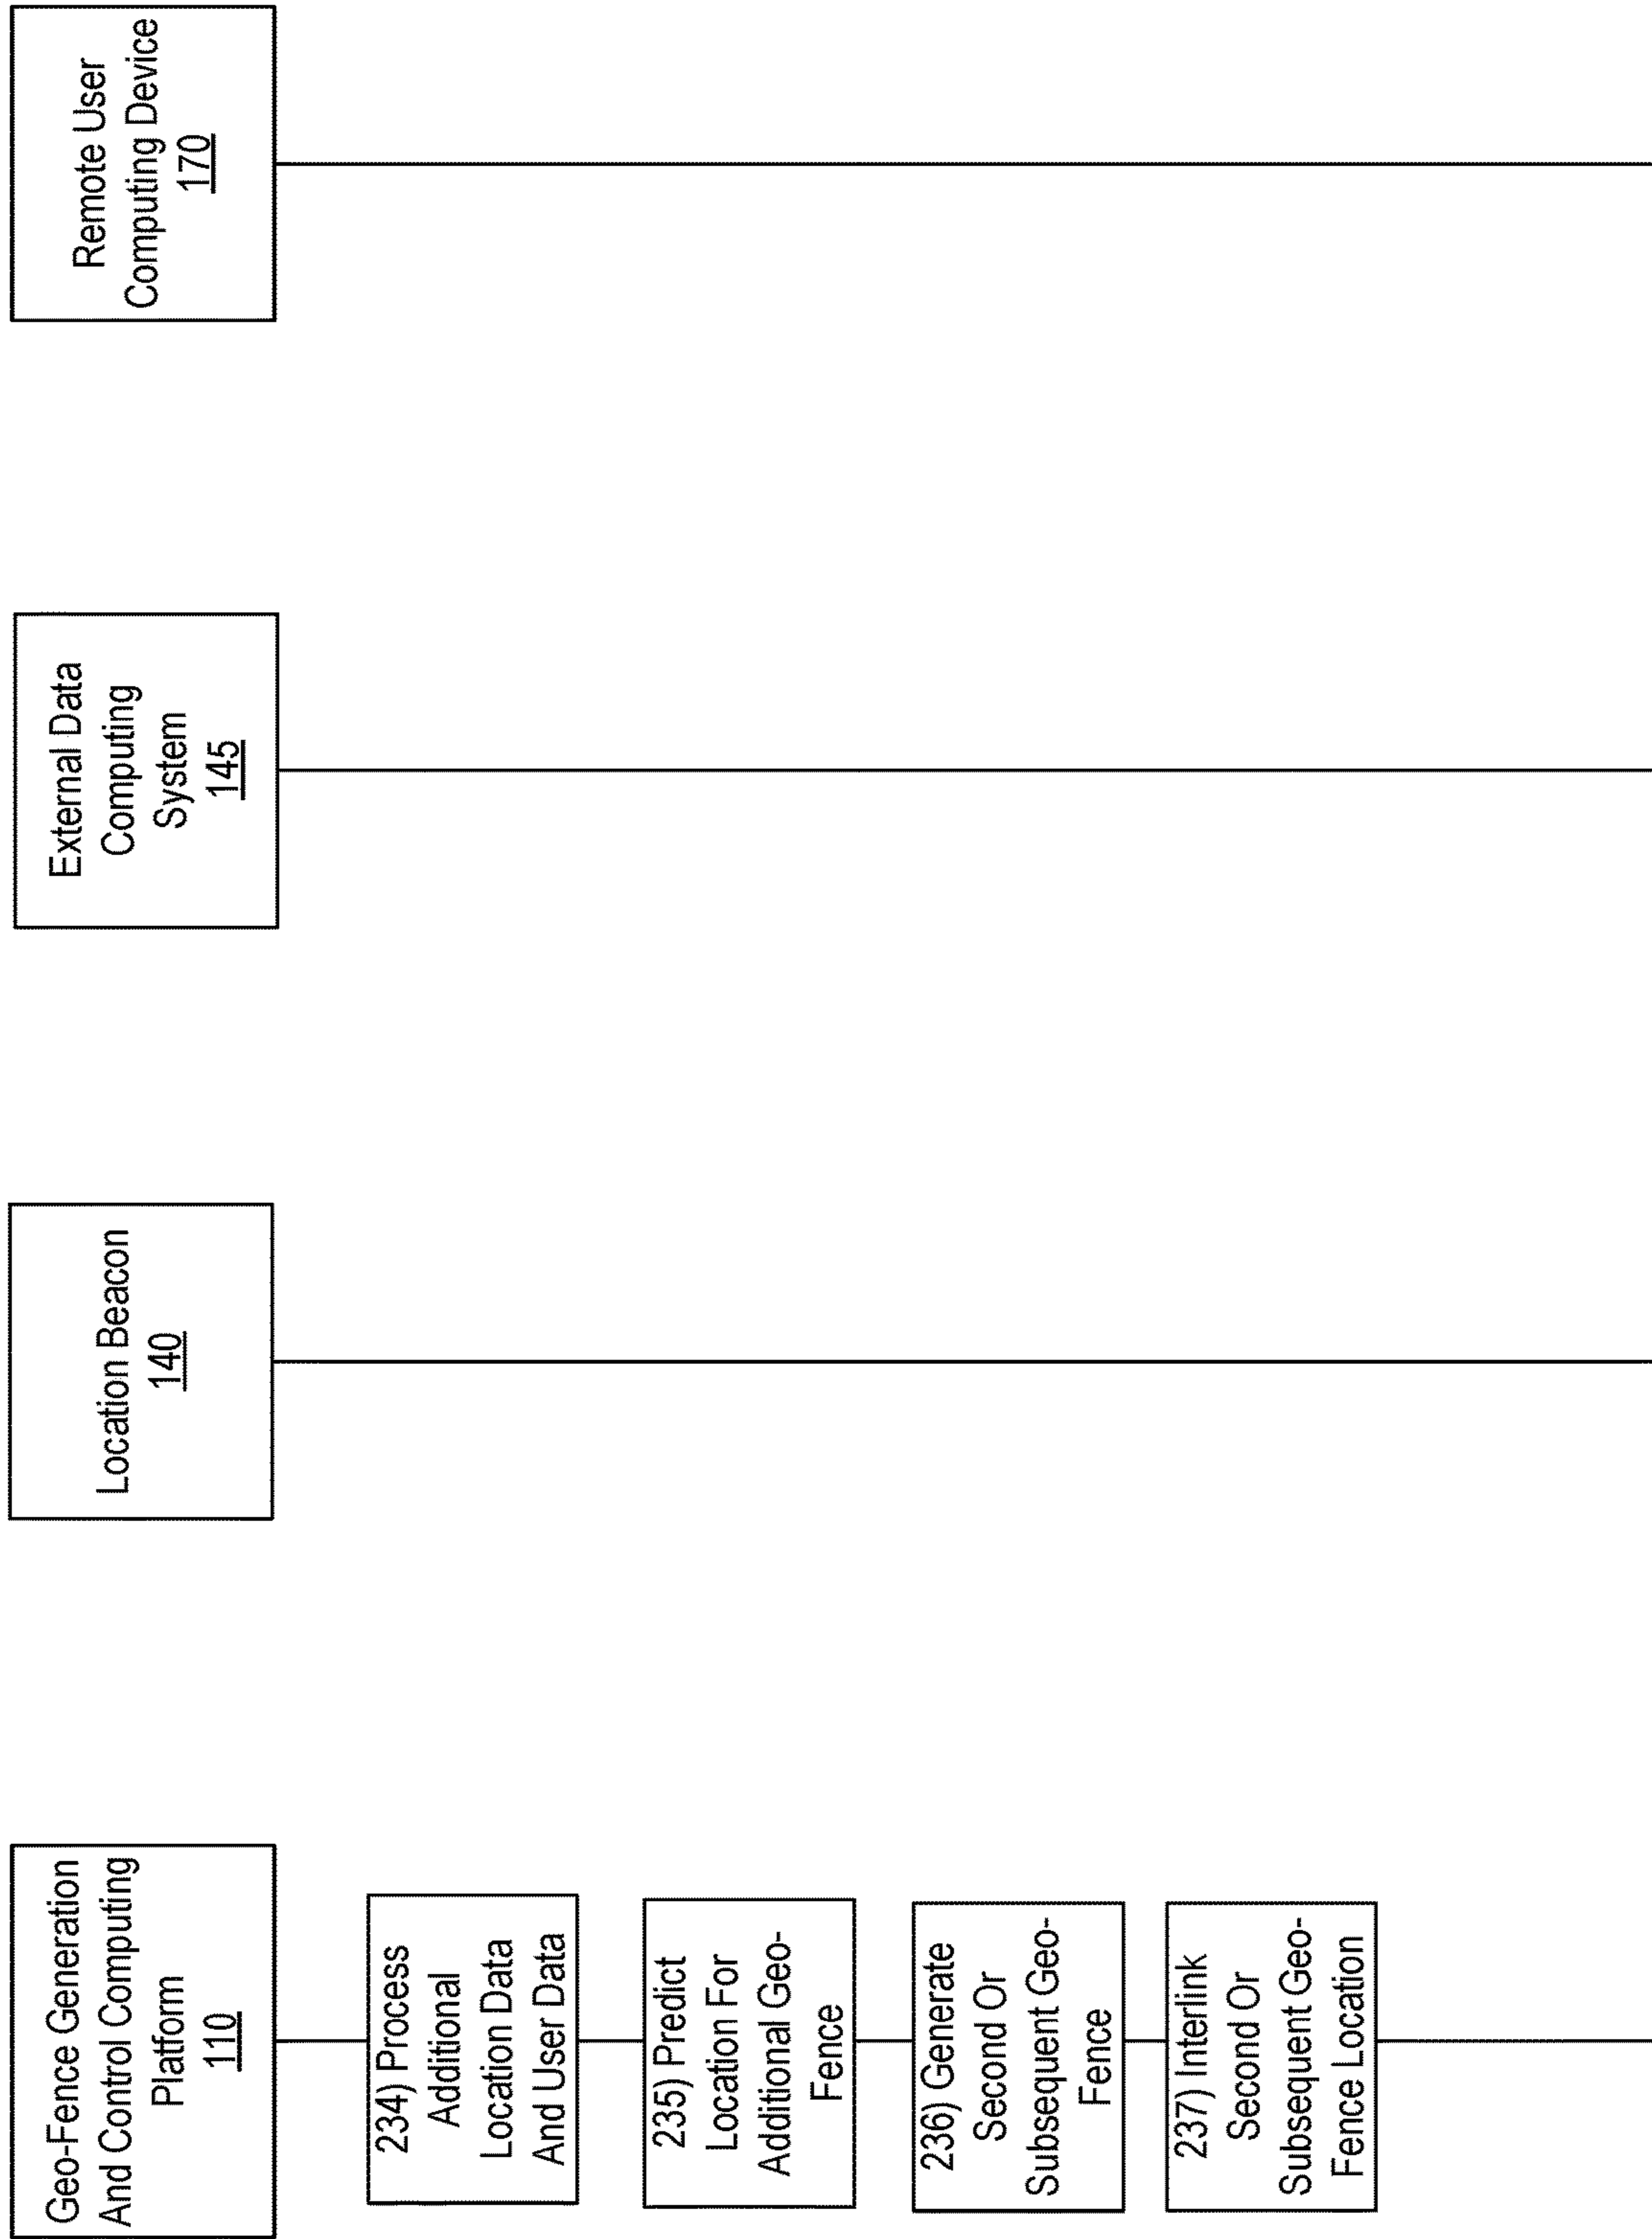 Geo-Fence Generation
And Control Computing
Platform
110
Location Beacon
140
External Data
Computing
System
145
Remote User
Computing Device
170
234) Process
Additional
Location Data
And User Data
235) Predict
Location For
Additional Geo-
Fence
236) Generate
Second Or
Subsequent Geo-
Fence
237) Interlink
Second Or
Subsequent Geo-
Fence Location